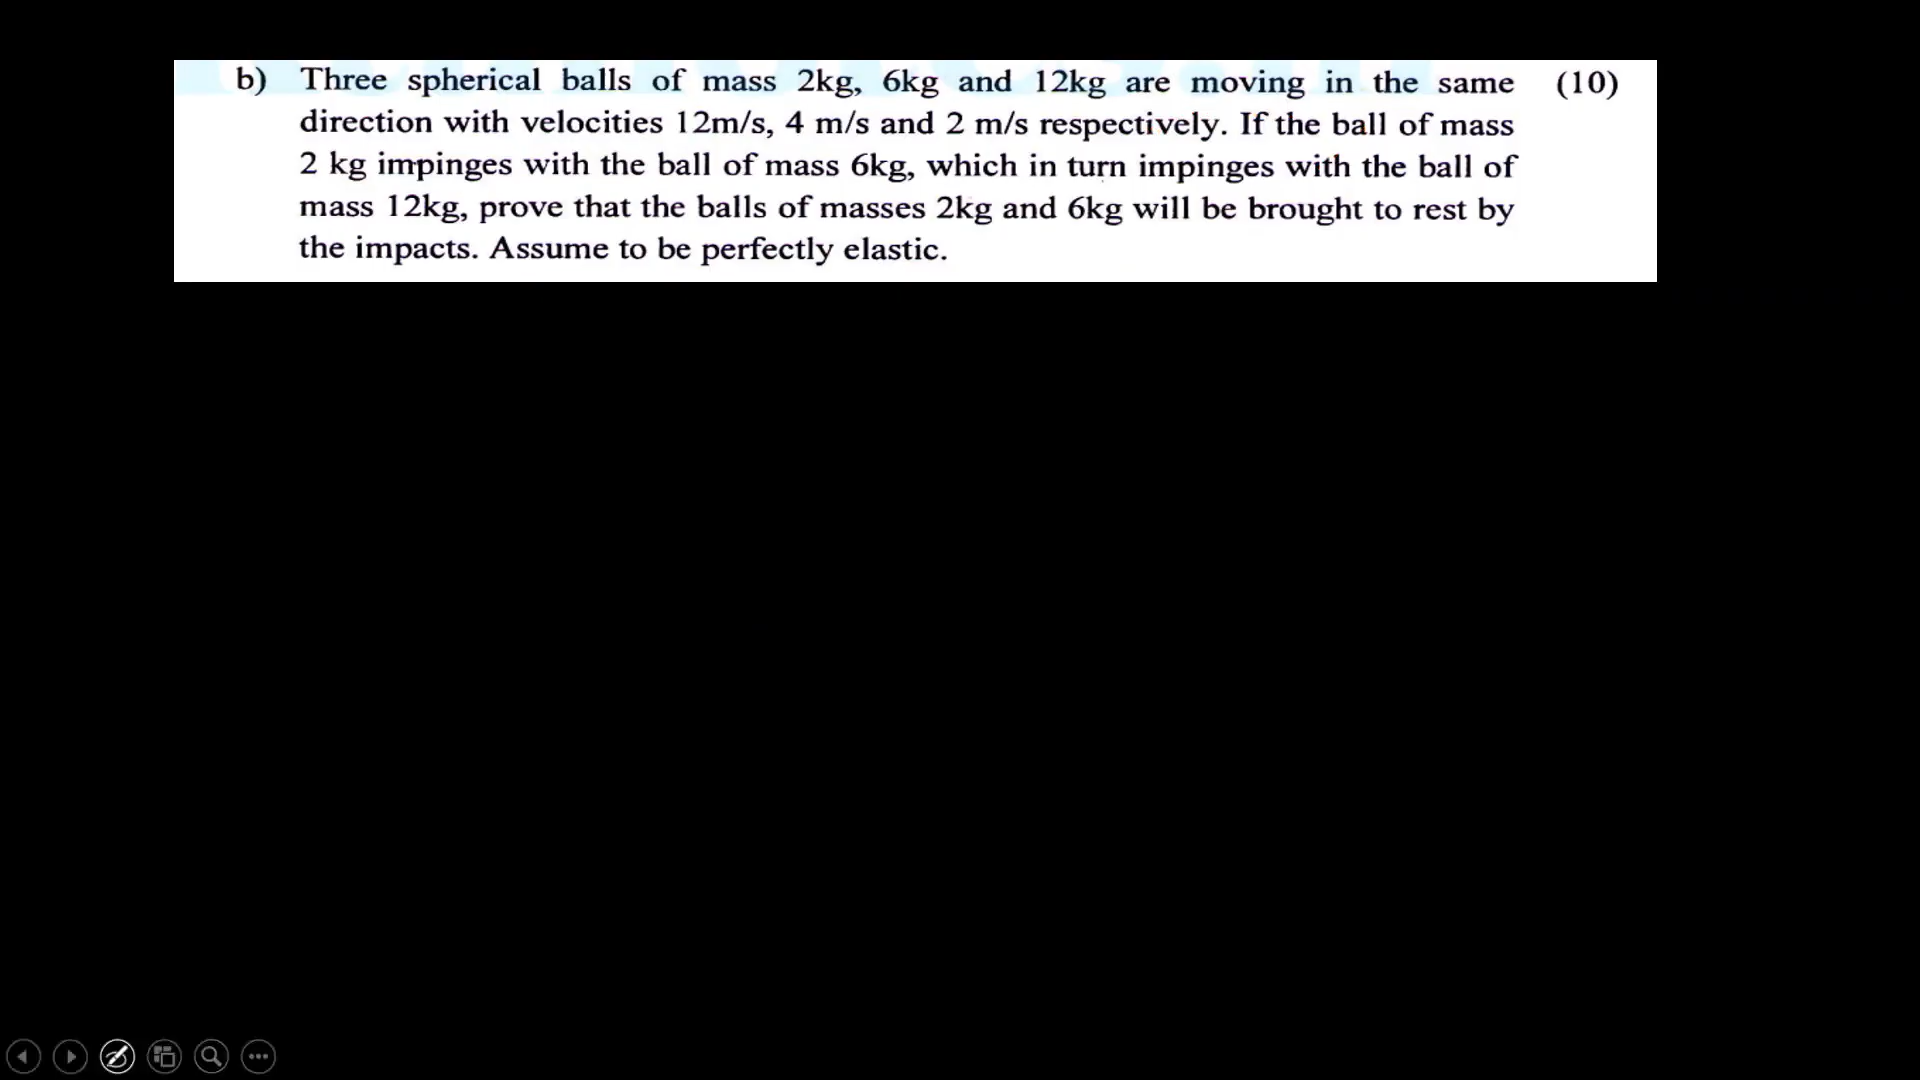 b) Three spherical balls of mass 2kg, 6kg and 12kg are moving in the same (10)
direction with velocities 12m/s, 4 m/s and 2 m/s respectively. If the ball of mass
2 kg impinges with the ball of mass 6kg, which in turn impinges with the ball of
mass 12kg, prove that the balls of masses 2kg and 6kg will be brought to rest by
the impacts. Assume to be perfectly elastic.